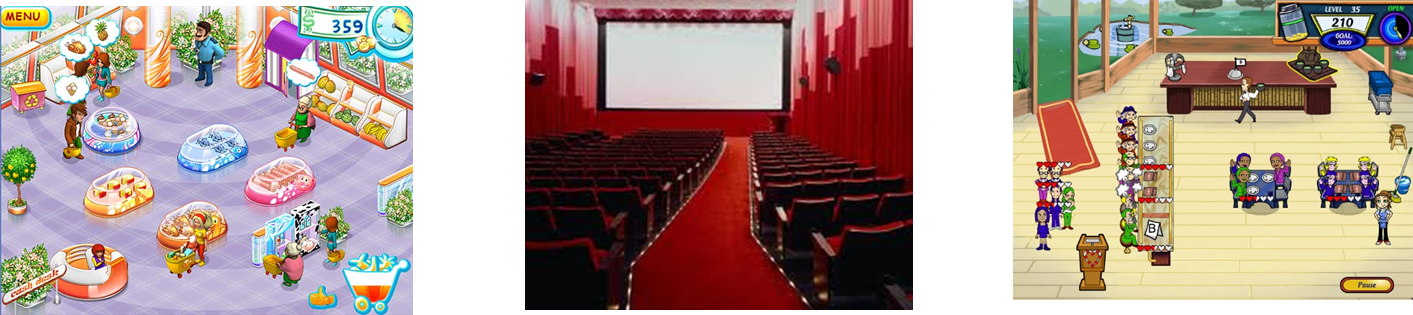 MENU
$ 359
cash desk
LEVEL 35
OPEN
210
GOAL:
5000
B
Pause